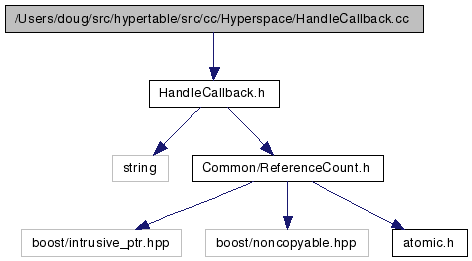 /Users/doug/src/hypertable/src/cc/Hyperspace/HandleCallback.cc
HandleCallback.h
string
Common/ReferenceCount.h
boost/intrusive_ptr.hpp
boost/noncopyable.hpp
atomic.h